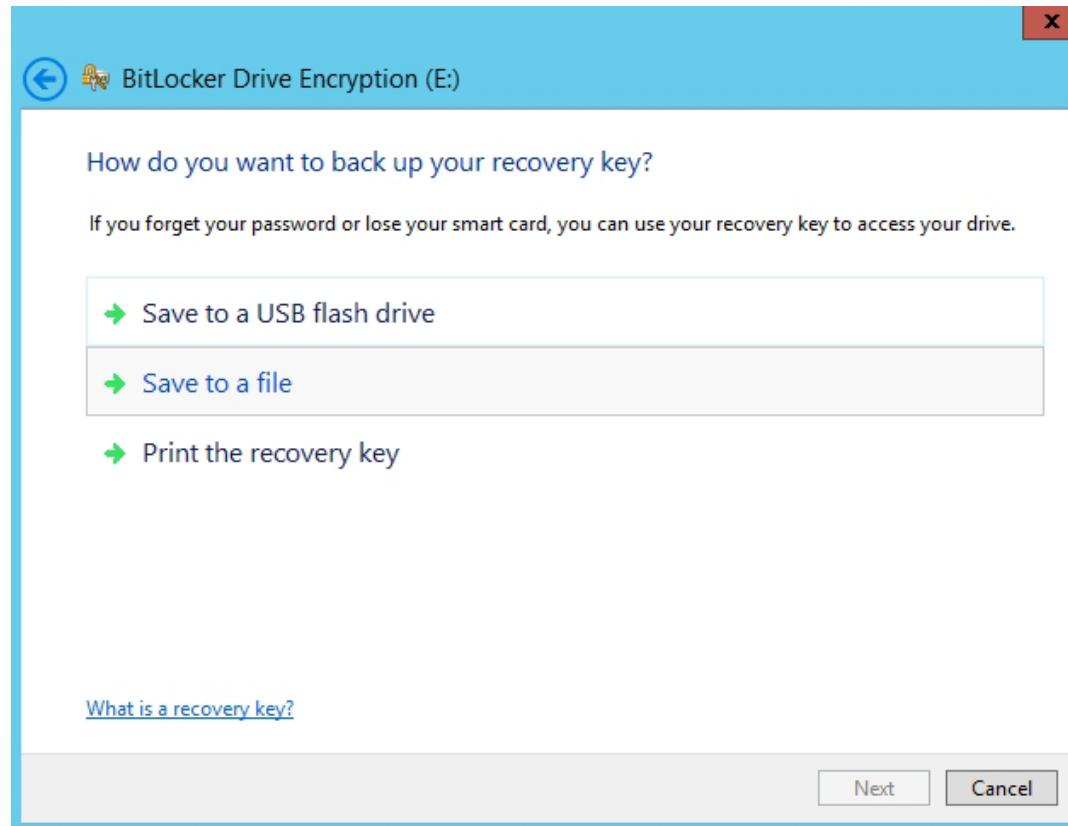 x
BitLocker Drive Encryption (E:)
How do you want to back up your recovery key?
If you forget your password or lose your smart card, you can use your recovery key to access your drive.
Save to a USB flash drive
Save to a file
Print the recovery key
What is a recovery key?
Next Cancel